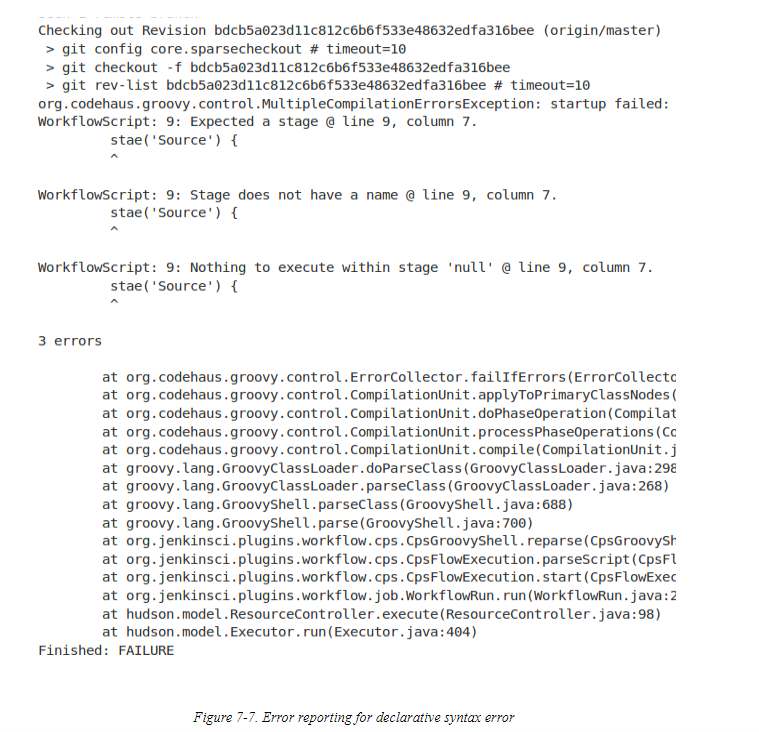 Checking out Revision bdcb5a023d11c812c6b6f533e48632edfa316bee (origin/master)
> git config core.sparsecheckout # timeout=10
> git checkout -f bdcb5a023d11c812c6b6f533e48632edfa316bee
> git rev-list bdcb5a023d11c812c6b6f533e48632edfa316bee # timeout=10
org.codehaus.groovy.control.MultipleCompilationErrorsException: startup failed:
WorkflowScript: 9: Expected a stage @ line 9, column 7.
stae('Source') {
^
WorkflowScript: 9: Stage does not have a name @ line 9, column 7.
stae('Source') {
^
WorkflowScript: 9: Nothing to execute within stage 'null' @ line 9, column 7.
stae('Source') {
^
3 errors
at org.codehaus.groovy.control.ErrorCollector.failIfErrors(ErrorCollecto
at org.codehaus.groovy.control.CompilationUnit.applyToPrimaryClassNodes(
at org.codehaus.groovy.control.CompilationUnit.doPhaseOperation(Compilat
at org.codehaus.groovy.control.CompilationUnit.processPhaseOperations(Co
at org.codehaus.groovy.control.CompilationUnit.compile(CompilationUnit.j
at groovy.lang.GroovyClassLoader.doParseClass(GroovyClassLoader.java:298
at groovy.lang.GroovyClassLoader.parseClass(GroovyClassLoader.java:268)
at groovy.lang.GroovyShell.parseClass(GroovyShell.java:688)
at groovy.lang.GroovyShell.parse(GroovyShell.java:700)
at org.jenkinsci.plugins.workflow.cps.CpsGroovyShell.reparse(CpsGroovySh
at org.jenkinsci.plugins.workflow.cps.CpsFlowExecution.parseScript(CpsFl
at org.jenkinsci.plugins.workflow.cps.CpsFlowExecution.start(CpsFlowExec
at org.jenkinsci.plugins.workflow.job.WorkflowRun.run(WorkflowRun.java:2
at hudson.model.ResourceController.execute(ResourceController.java:98)
at hudson.model.Executor.run(Executor.java:404)
Finished: FAILURE
Figure 7-7. Error reporting for declarative syntax error